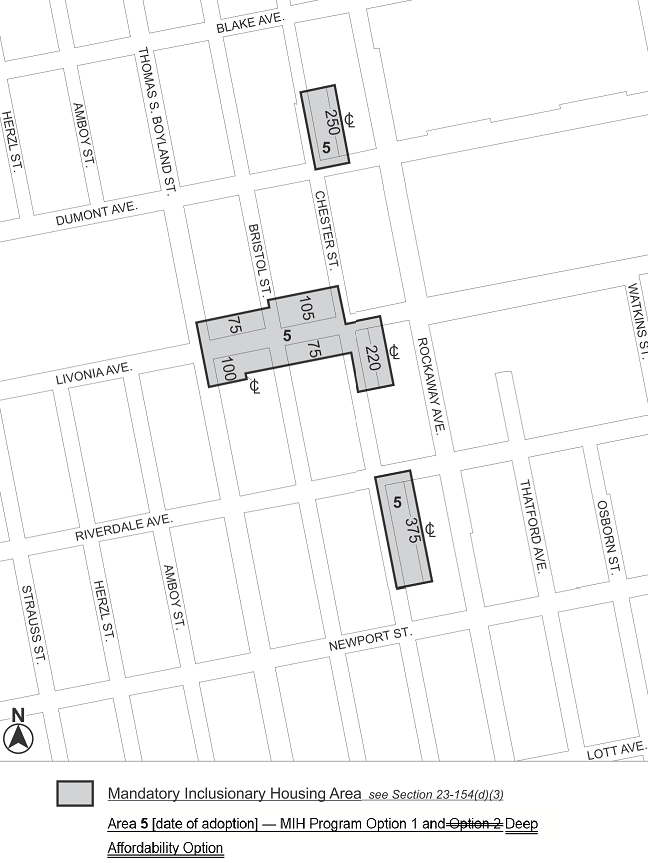 BLAKE AVE.
THOMAS S. BOYLAND ST.
HERZL ST.
AMBOY ST.
250
℄
5
DUMONT AVE.
CHESTER ST.
BRISTOL ST.
WATKINS ST.
105
75
5
75
220
℄
100
℄
LIVONIA AVE.
ROCKAWAY AVE.
5
375
℄
THATFORD AVE.
OSBORN ST.
RIVERDALE AVE.
STRAUSS ST.
HERZL ST.
AMBOY ST.
NEWPORT ST.
N
LOTT AVE.
Mandatory Inclusionary Housing Area see Section 23-154(d)(3)
Area 5 [date of adoption] — MIH Program Option 1 and Option 2 Deep
Affordability Option